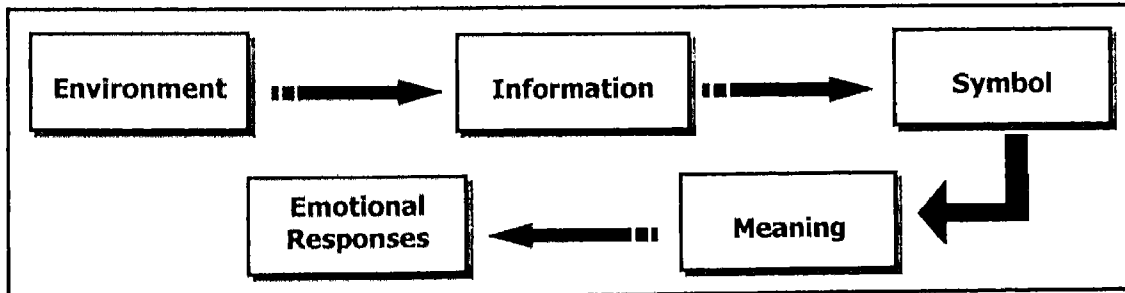 Environment
Information
Symbol
Meaning
Emotional
Responses